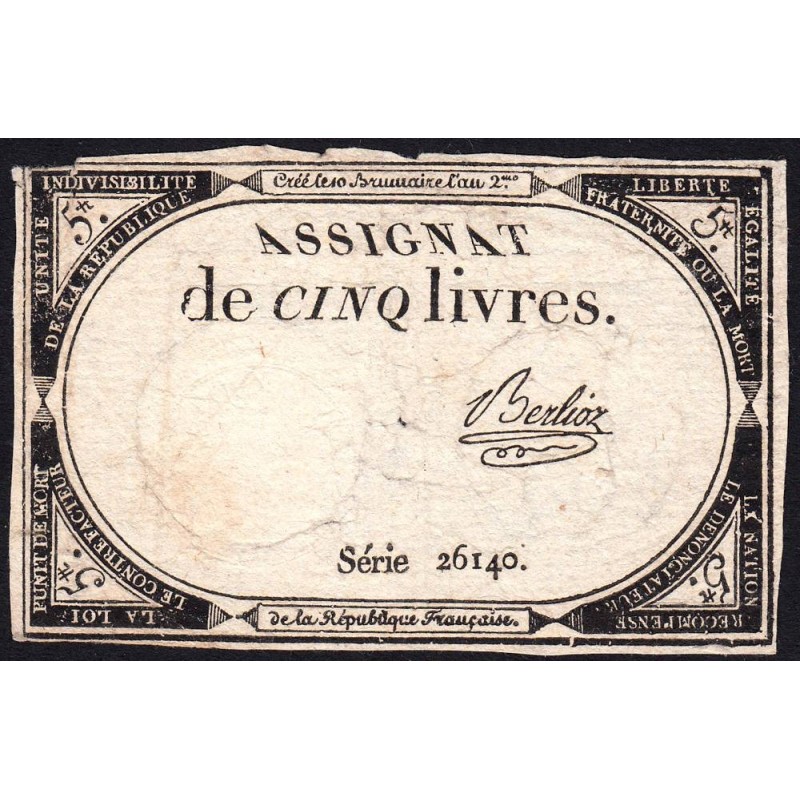 Créé le 10 Brumaire l'an 2.me
UNITE INDIVISIBILITE
DE LA REPUBLIQUE
5₶.
LIBERTE EGALITE
FRATERNITE OU LA MORT
5₶.
ASSIGNAT
de CINQ livres.
Berlioz
Série 26140.
LA LOI PUNIT DE MORT
LE CONTREFACTEUR
5₶.
LA NATION RECOMPENSE
LE DENONCIATEUR
5₶.
de la République Française.